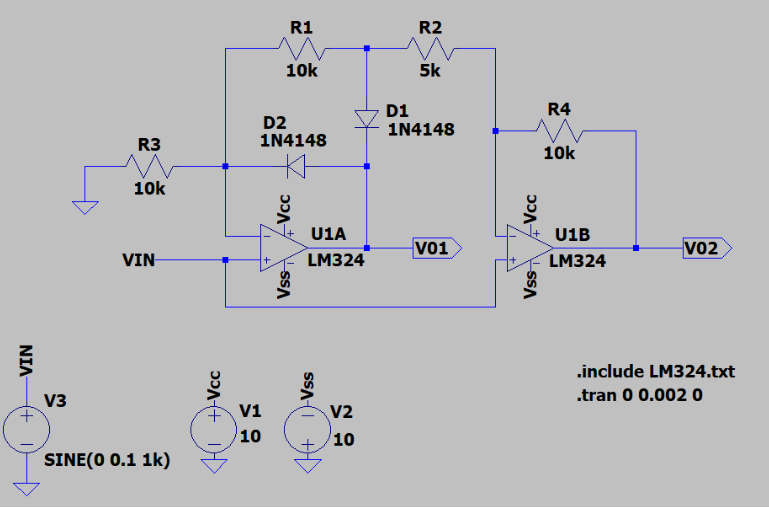 R1
10k
R2
5k
D1
1N4148
D2
1N4148
R3
10k
R4
10k
Vcc
U1A
LM324
Vss
VIN
V01
Vcc
U1B
LM324
Vss
V02
VIN
V3
SINE(0 0.1 1k)
Vcc
V1
10
Vss
V2
10
.include LM324.txt
.tran 0 0.002 0